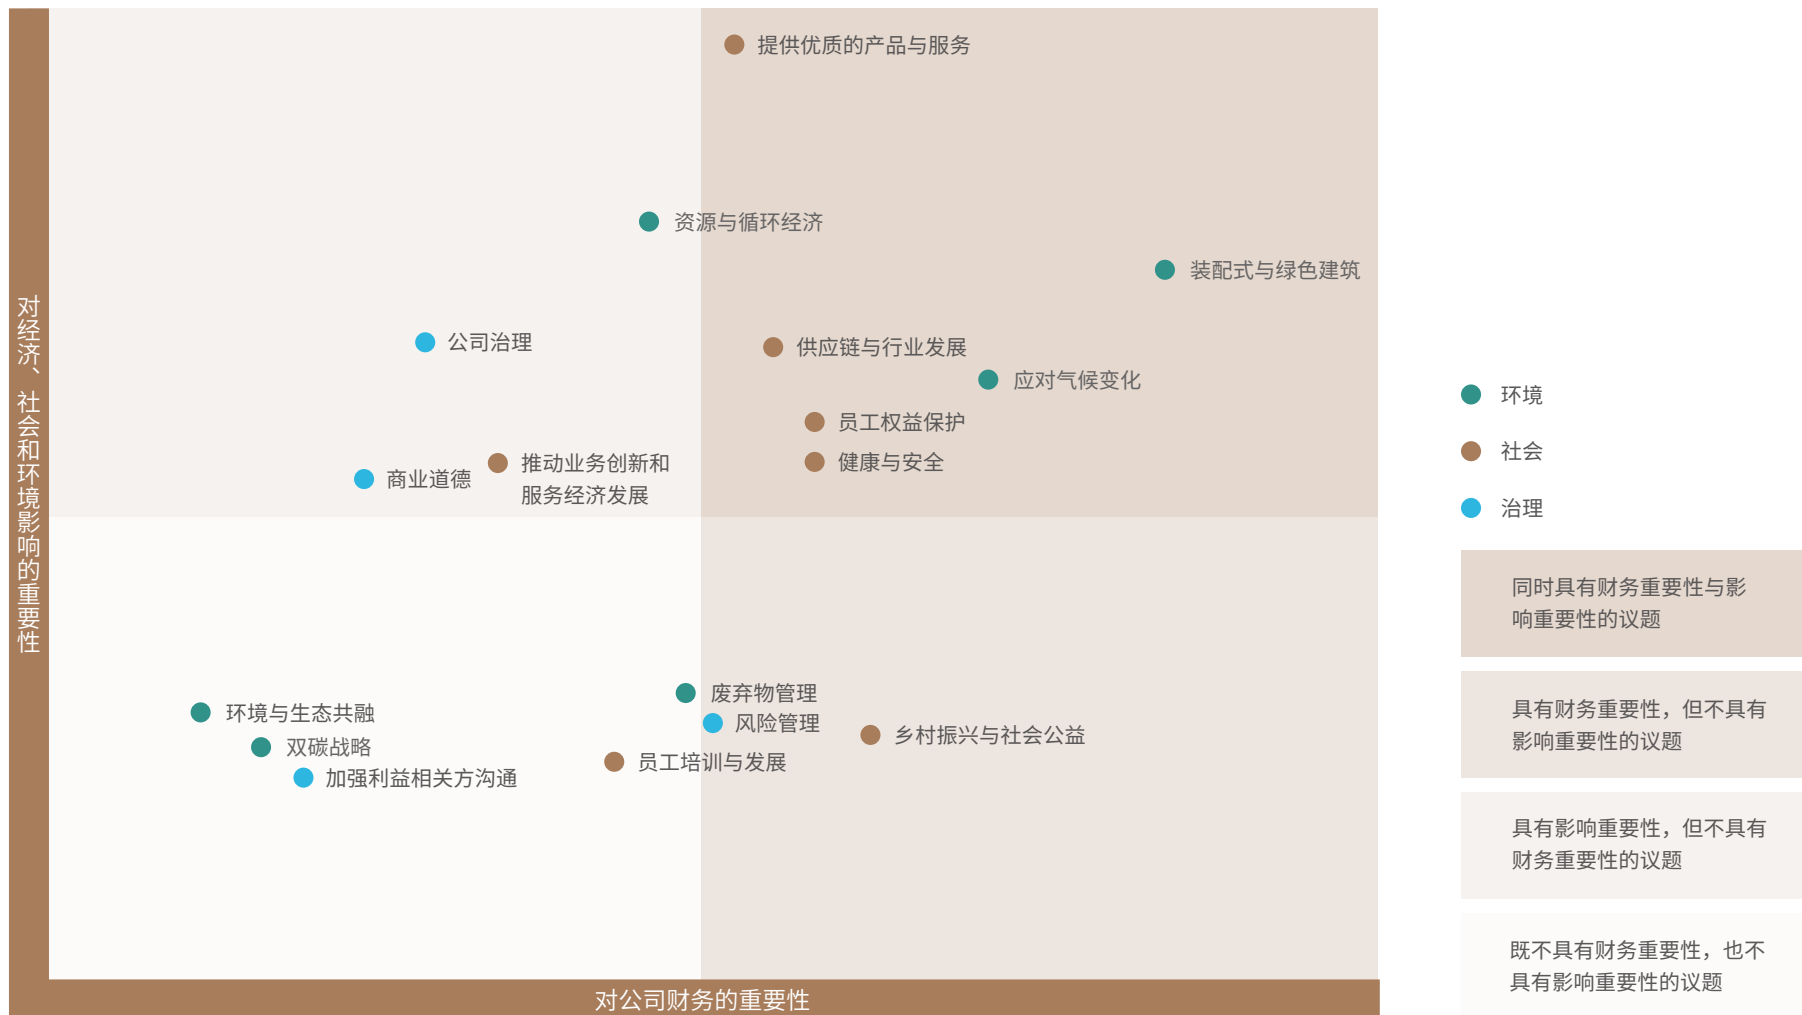 对经济、社会和环境影响的重要性
提供优质的产品与服务
资源与循环经济
装配式与绿色建筑
公司治理
供应链与行业发展
应对气候变化
员工权益保护
健康与安全
商业道德
推动业务创新和
服务经济发展
环境与生态共融
双碳战略
加强利益相关方沟通
废弃物管理
风险管理
乡村振兴与社会公益
员工培训与发展
对公司财务的重要性
环境
社会
治理
同时具有财务重要性与影
响重要性的议题
具有财务重要性，但不具有
影响重要性的议题
具有影响重要性，但不具有
财务重要性的议题
既不具有财务重要性，也不
具有影响重要性的议题